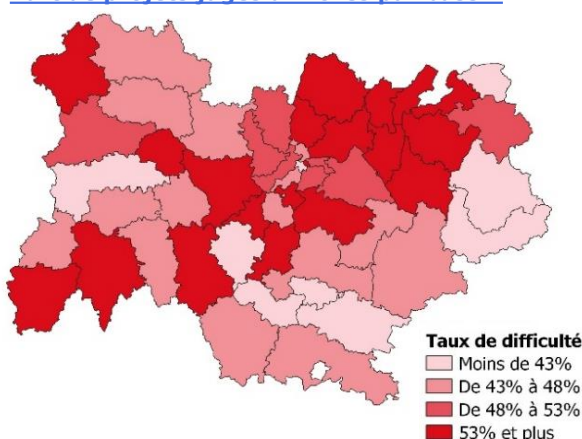 Taux de difficulté
Moins de 43%
De 43% à 48%
De 48% à 53%
53% et plus